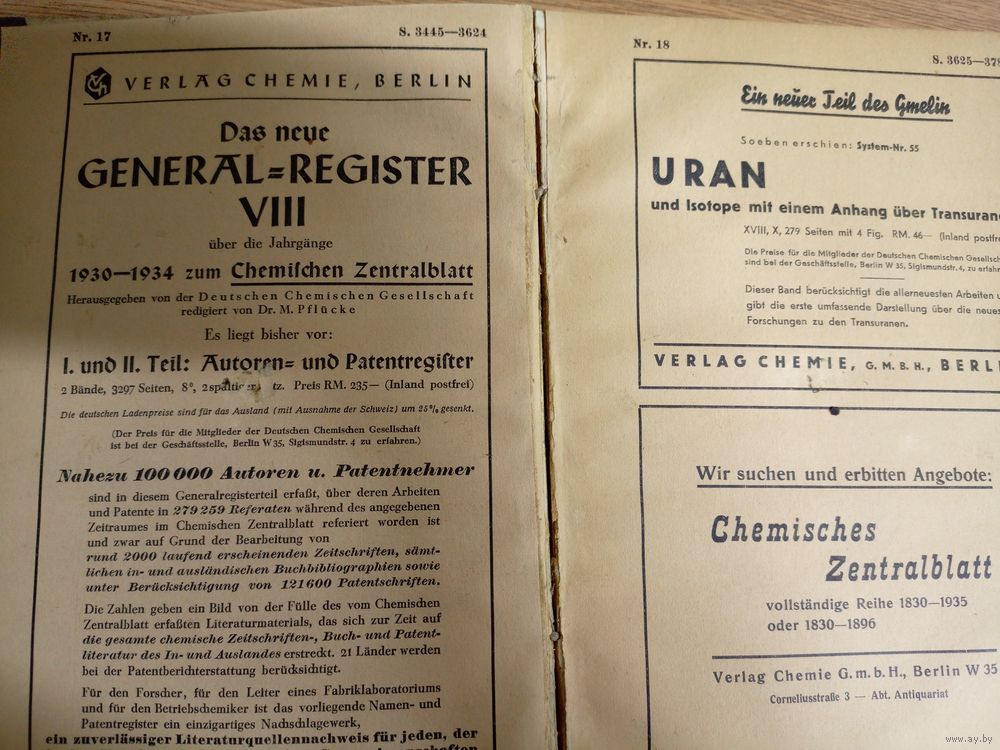 Nr. 17
S. 3445—3624
VERLAG CHEMIE, BERLIN
Das neue
GENERAL=REGISTER
VIII
über die Jahrgänge
1930—1934 zum Chemischen Zentralblatt
Herausgegeben von der Deutschen Chemischen Gesellschaft
redigiert von Dr. M. Pflücke
Es liegt bisher vor:
I. und II. Teil: Autoren= und Patentregister
2 Bände, 3297 Seiten, 8°, 2spaltiger tz. Preis RM. 235— (Inland postfrei)
Die deutschen Ladenpreise sind für das Ausland (mit Ausnahme der Schweiz) um 25% gesenkt.
(Der Preis für die Mitglieder der Deutschen Chemischen Gesellschaft
ist bei der Geschäftsstelle, Berlin W 35, Sigismundstr. 4 zu erfahren.)
Nahezu 100 000 Autoren u. Patentnehmer
sind in diesem Generalregisterteil erfaßt, über deren Arbeiten
und Patente in 279 259 Referaten während des angegebenen
Zeitraumes im Chemischen Zentralblatt referiert worden ist
und zwar auf Grund der Bearbeitung von
rund 2000 laufend erscheinenden Zeitschriften, sämt-
lichen in- und ausländischen Buchbibliographien sowie
unter Berücksichtigung von 121 600 Patentschriften.
Die Zahlen geben ein Bild von der Fülle des vom Chemischen
Zentralblatt erfaßten Literaturmaterials, das sich zur Zeit auf
die gesamte chemische Zeitschriften-, Buch- und Patent-
literatur des In- und Auslandes erstreckt. 21 Länder werden
bei der Patentberichterstattung berücksichtigt.
Für den Forscher, für den Leiter eines Fabriklaboratoriums
und für den Betriebschemiker ist das vorliegende Namen- und
Patentregister ein einzigartiges Nachschlagewerk,
ein zuverlässiger Literaturquellennachweis für jeden, der
Nr. 18
S. 3625—378
Ein neuer Teil des Gmelin
Soeben erschien: System-Nr. 55
URAN
und Isotope mit einem Anhang über Transuran
XVIII, X, 279 Seiten mit 4 Fig. RM. 46— (Inland postfre
Die Preise für die Mitglieder der Deutschen Chemischen Gesellsch
sind bei der Geschäftsstelle, Berlin W 35, Sigismundstr. 4, zu erfahr
Dieser Band berücksichtigt die allerneuesten Arbeiten u
gibt die erste umfassende Darstellung über die neues
Forschungen zu den Transuranen.
VERLAG CHEMIE, G. M. B. H., BERLI
Wir suchen und erbitten Angebote:
Chemisches
Zentralblatt
vollständige Reihe 1830—1935
oder 1830—1896
Verlag Chemie G. m. b. H., Berlin W 35
Corneliusstraße 3 — Abt. Antiquariat
www.ay.by